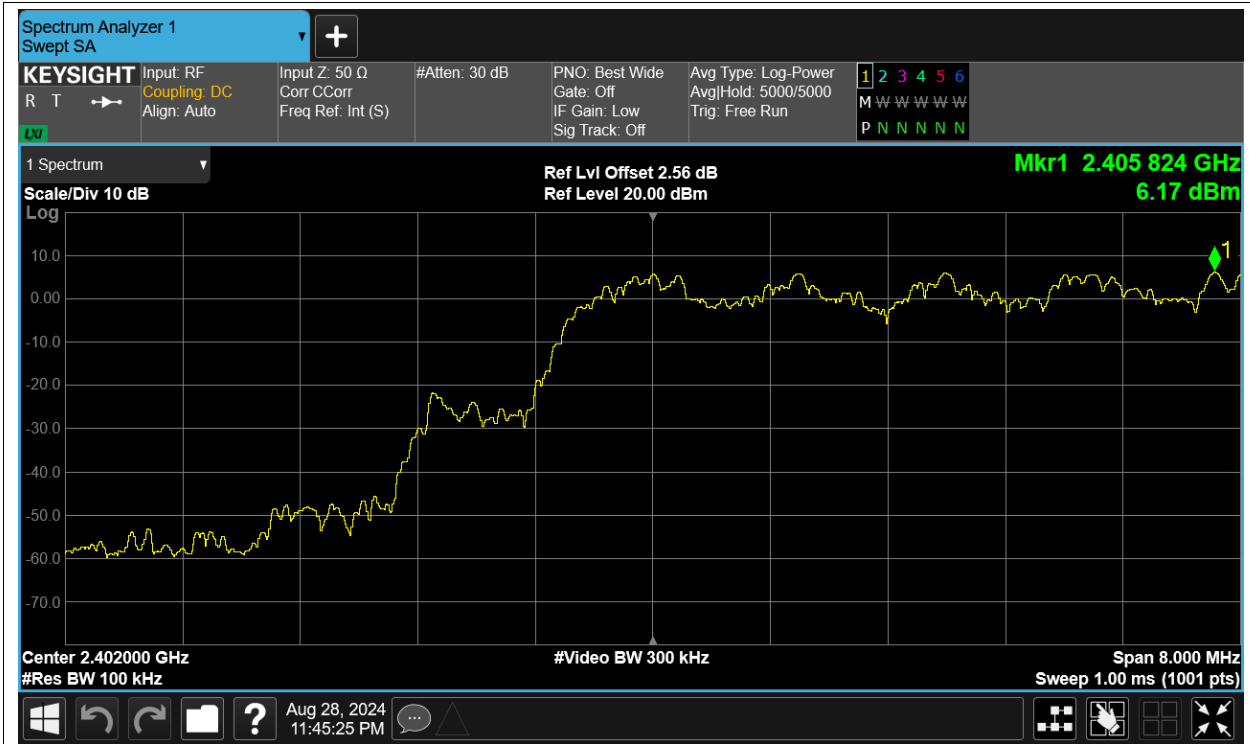 Spectrum Analyzer 1
Swept SA
+
KEYSIGHT
R T
LXI
Input: RF
Coupling: DC
Align: Auto
Input Z: 50 Ω
Corr CCorr
Freq Ref: Int (S)
#Atten: 30 dB
PNO: Best Wide
Gate: Off
IF Gain: Low
Sig Track: Off
Avg Type: Log-Power
Avg|Hold: 5000/5000
Trig: Free Run
1 2 3 4 5 6
M W W W W W
P N N N N N
1 Spectrum
Scale/Div 10 dB
Log
Ref Lvl Offset 2.56 dB
Ref Level 20.00 dBm
Mkr1 2.405 824 GHz
6.17 dBm
1
10.0
0.00
-10.0
-20.0
-30.0
-40.0
-50.0
-60.0
-70.0
Center 2.402000 GHz
#Res BW 100 kHz
#Video BW 300 kHz
Span 8.000 MHz
Sweep 1.00 ms (1001 pts)
?
Aug 28, 2024
11:45:25 PM